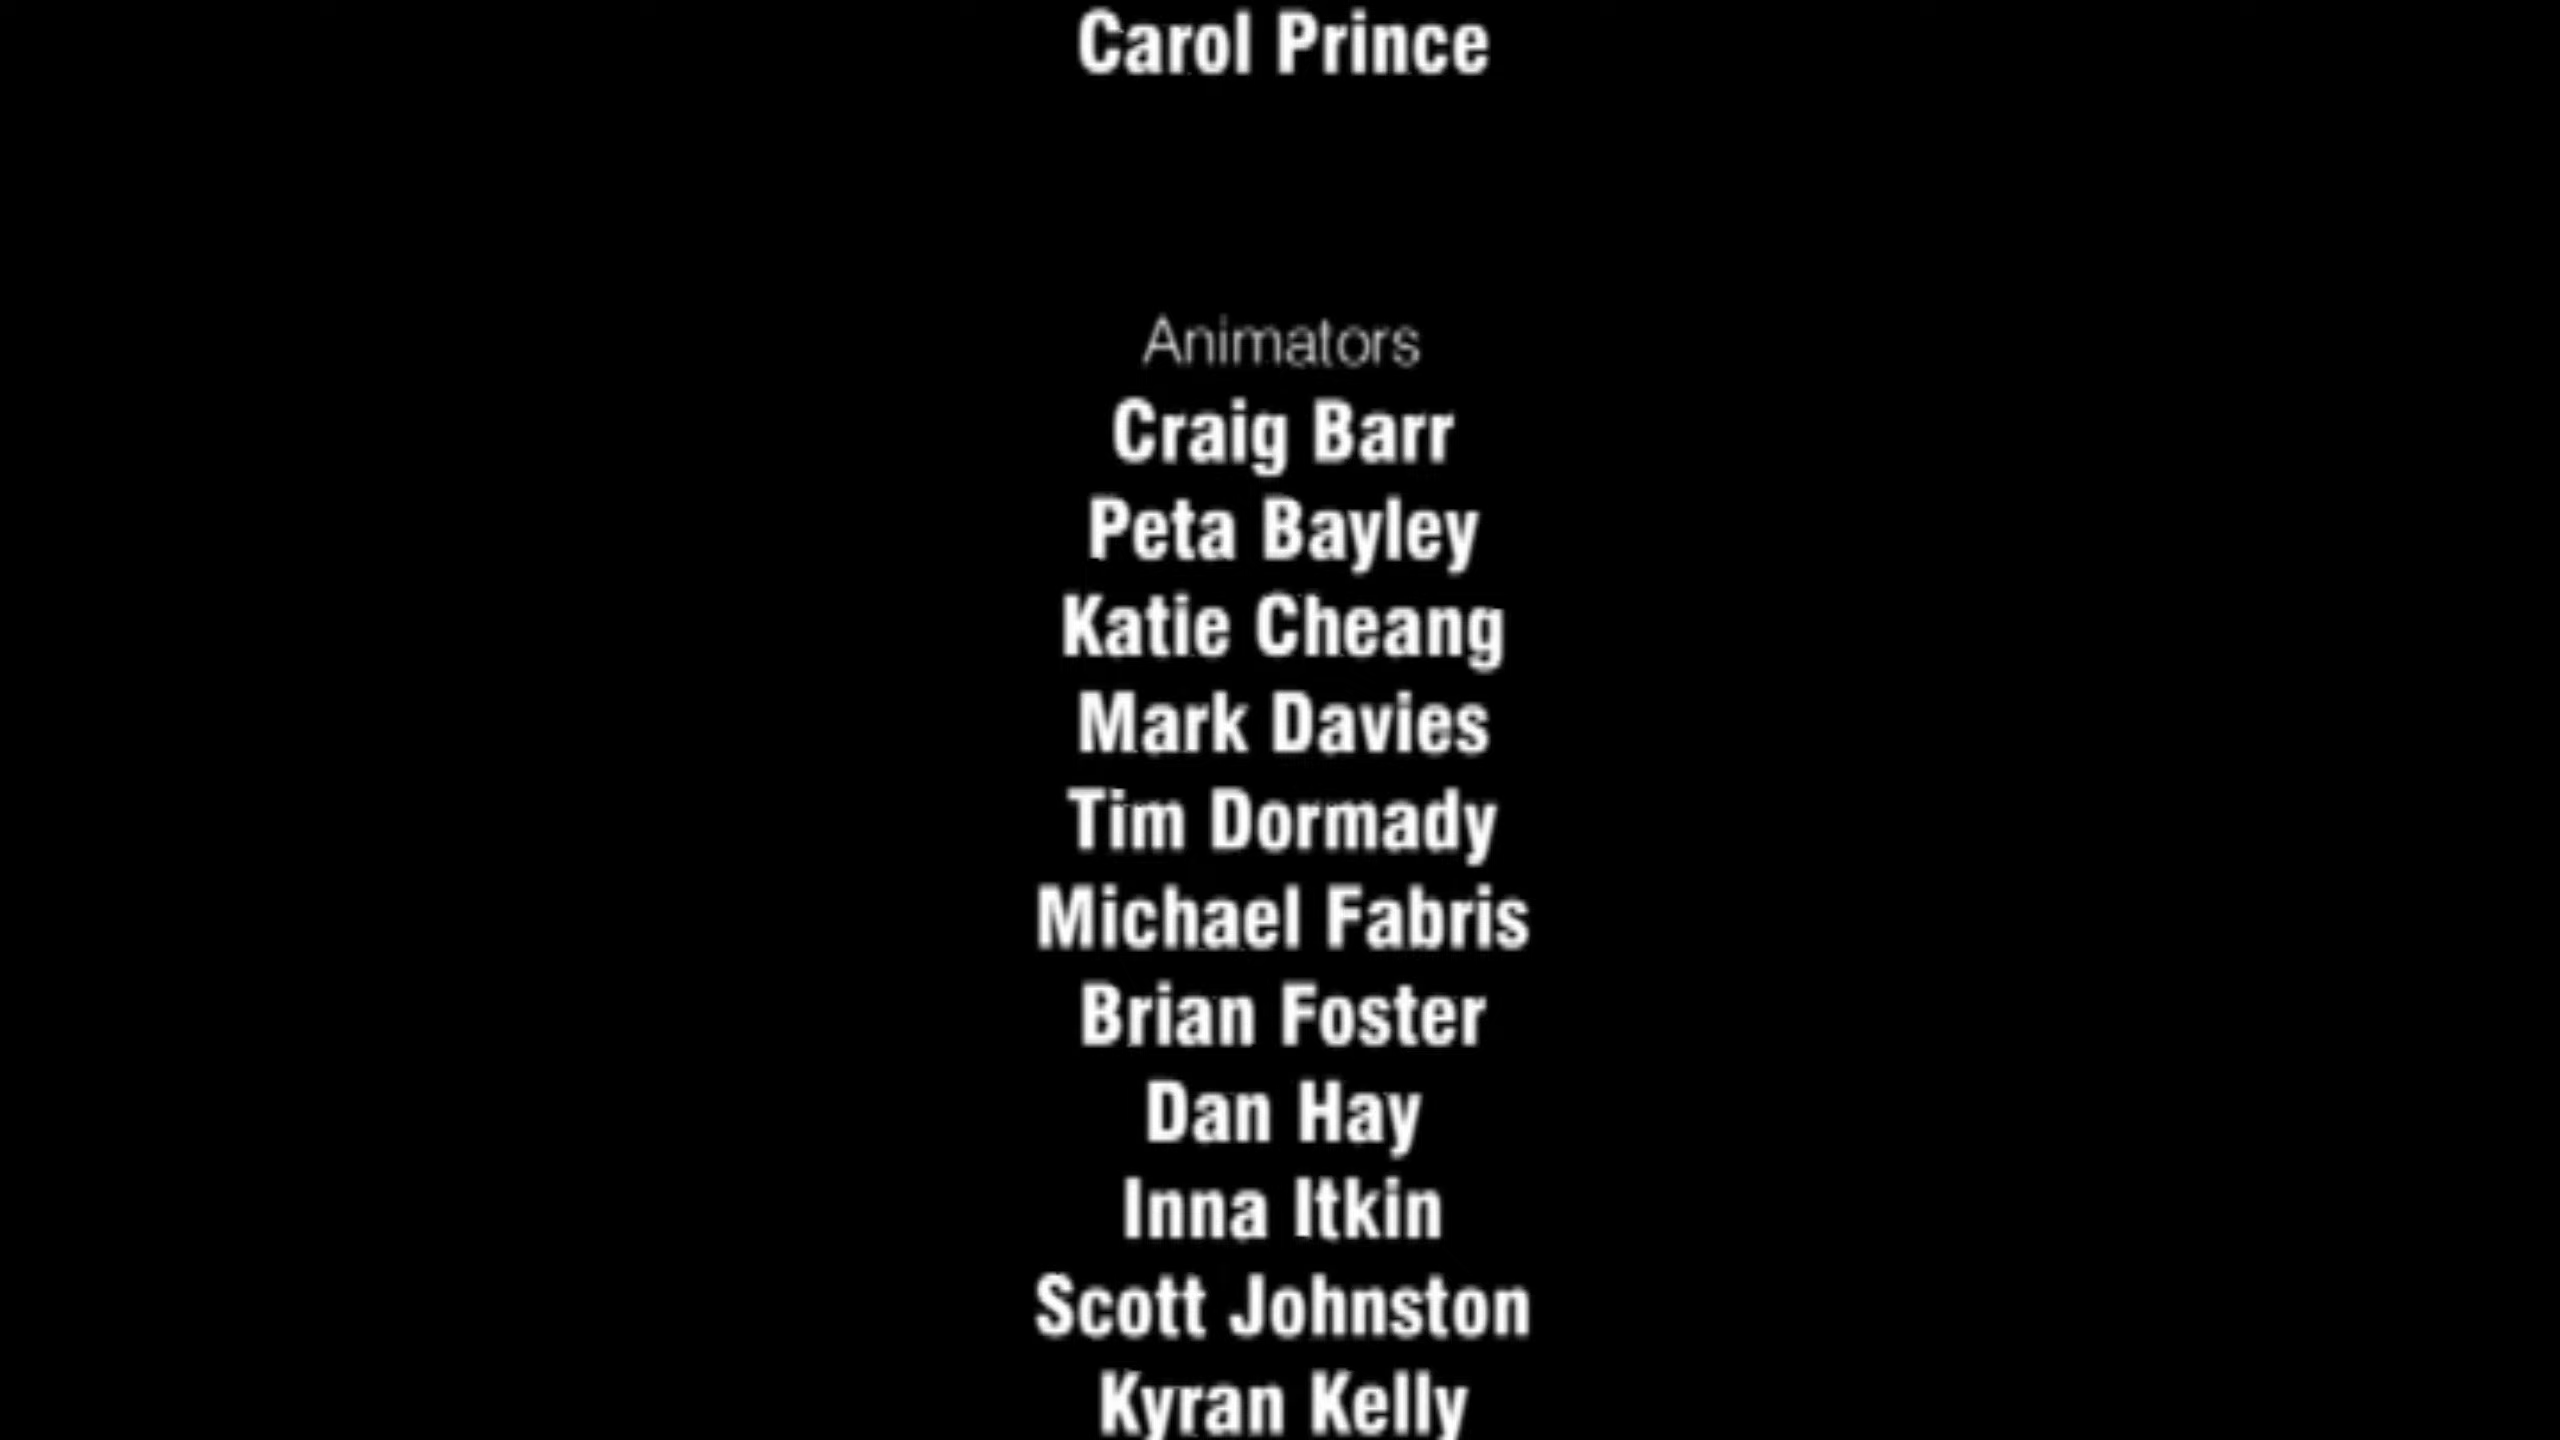 Carol Prince
Animators
Craig Barr
Peta Bayley
Katie Cheang
Mark Davies
Tim Dormady
Michael Fabris
Brian Foster
Dan Hay
Inna Itkin
Scott Johnston
Kyran Kelly